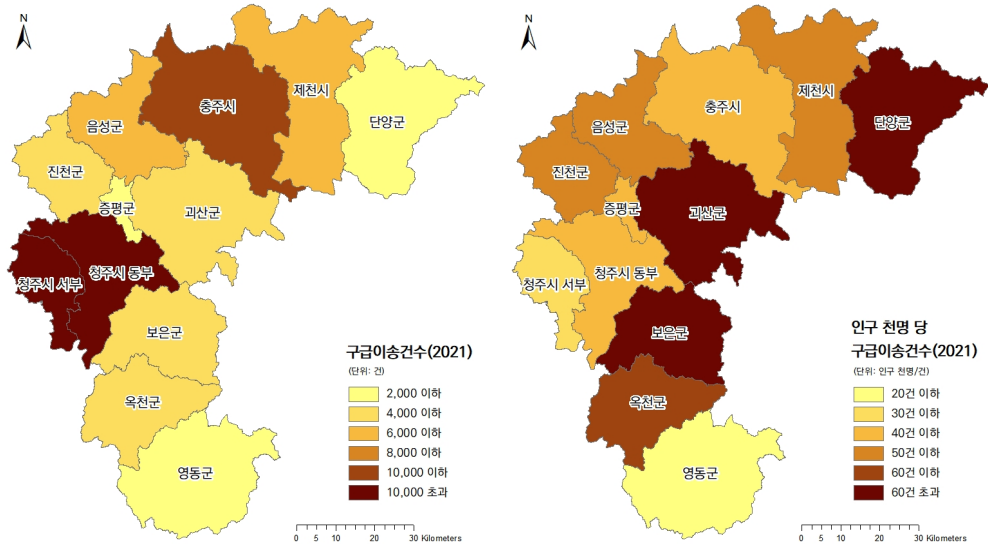 N
제천시
충주시
단양군
음성군
진천군
증평군
괴산군
청주시 동부
청주시 서부
보은군
옥천군
영동군
구급이송건수(2021)
(단위: 건)
2,000 이하
4,000 이하
6,000 이하
8,000 이하
10,000 이하
10,000 초과
0 5 10 20 30 Kilometers
N
제천시
충주시
단양군
음성군
진천군
증평군
괴산군
청주시 동부
청주시 서부
보은군
옥천군
영동군
인구 천명 당
구급이송건수(2021)
(단위: 인구 천명/건)
20건 이하
30건 이하
40건 이하
50건 이하
60건 이하
60건 초과
0 5 10 20 30 Kilometers